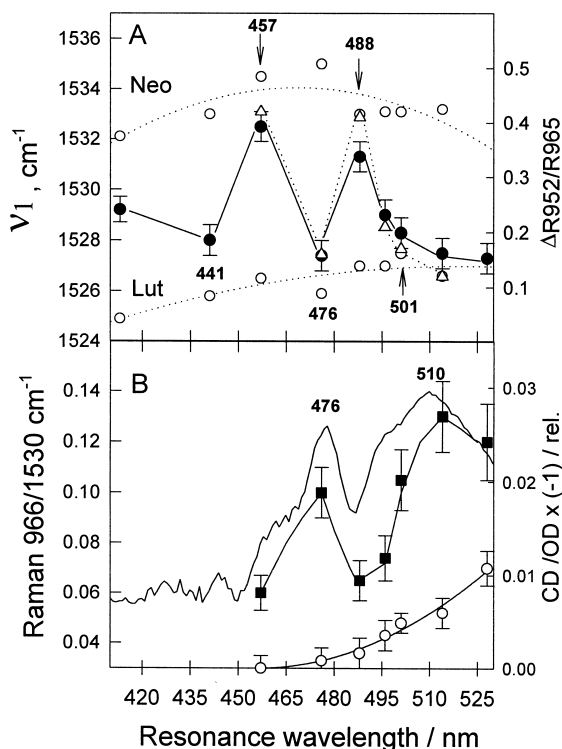 A
457
488
Neo
Lut
441
476
501
1536
1534
1532
1530
1528
1526
1524
ν1 , cm-1
0.5
0.4
0.3
0.2
0.1
ΔR952/R965
B
476
510
0.14
0.12
0.10
0.08
0.06
0.04
Raman 966/1530 cm-1
0.03
0.02
0.01
0.00
CD /OD x (-1) / rel.
420 435 450 465 480 495 510 525
Resonance wavelength / nm